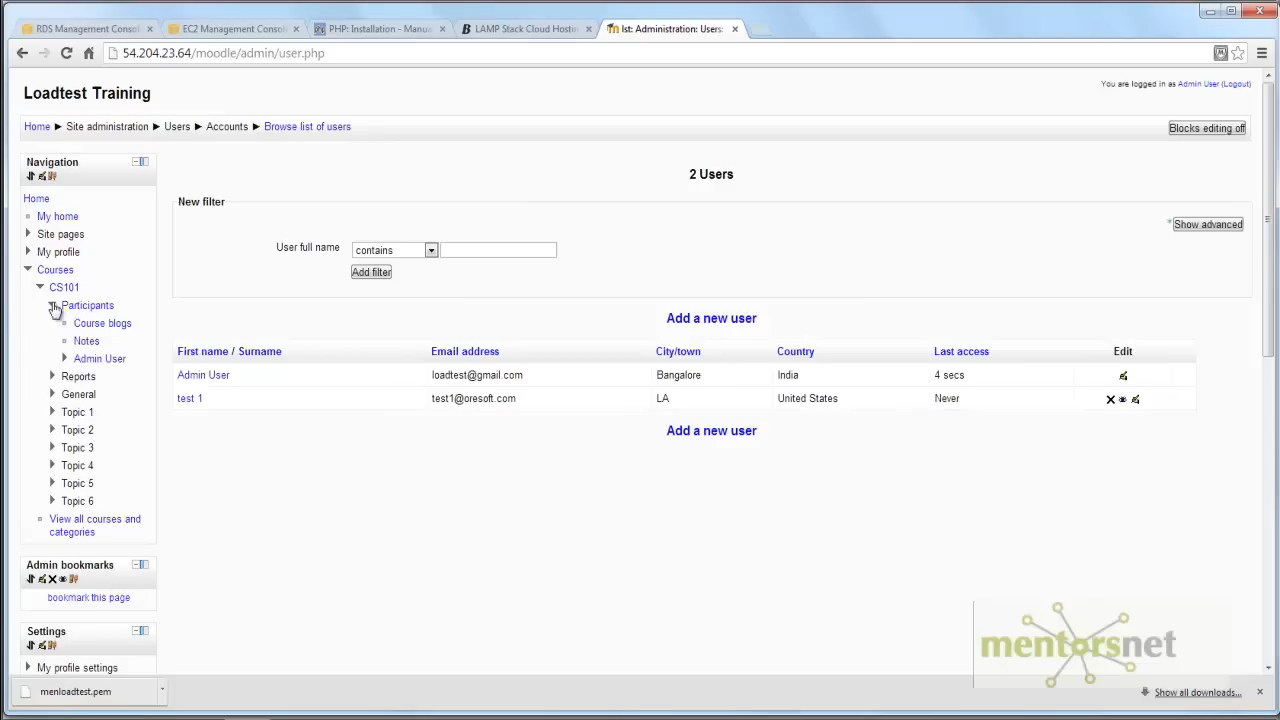 RDS Management Consol
EC2 Management Consol
PHP: Installation - Manua
LAMP Stack Cloud Hostin
lst: Administration: Users:
54.204.23.64/moodle/admin/user.php
Loadtest Training
You are logged in as Admin User (Logout)
Home ► Site administration ► Users ► Accounts ► Browse list of users
Blocks editing off
Navigation
Home
My home
Site pages
My profile
Courses
CS101
Participants
Course blogs
Notes
Admin User
Reports
General
Topic 1
Topic 2
Topic 3
Topic 4
Topic 5
Topic 6
View all courses and
categories
Admin bookmarks
bookmark this page
Settings
My profile settings
2 Users
New filter
* Show advanced
User full name contains
Add filter
Add a new user
First name / Surname Email address City/town Country Last access Edit
Admin User loadtest@gmail.com Bangalore India 4 secs
test 1 test1@oresoft.com LA United States Never
Add a new user
mentorsnet
menloadtest.pem
Show all downloads...